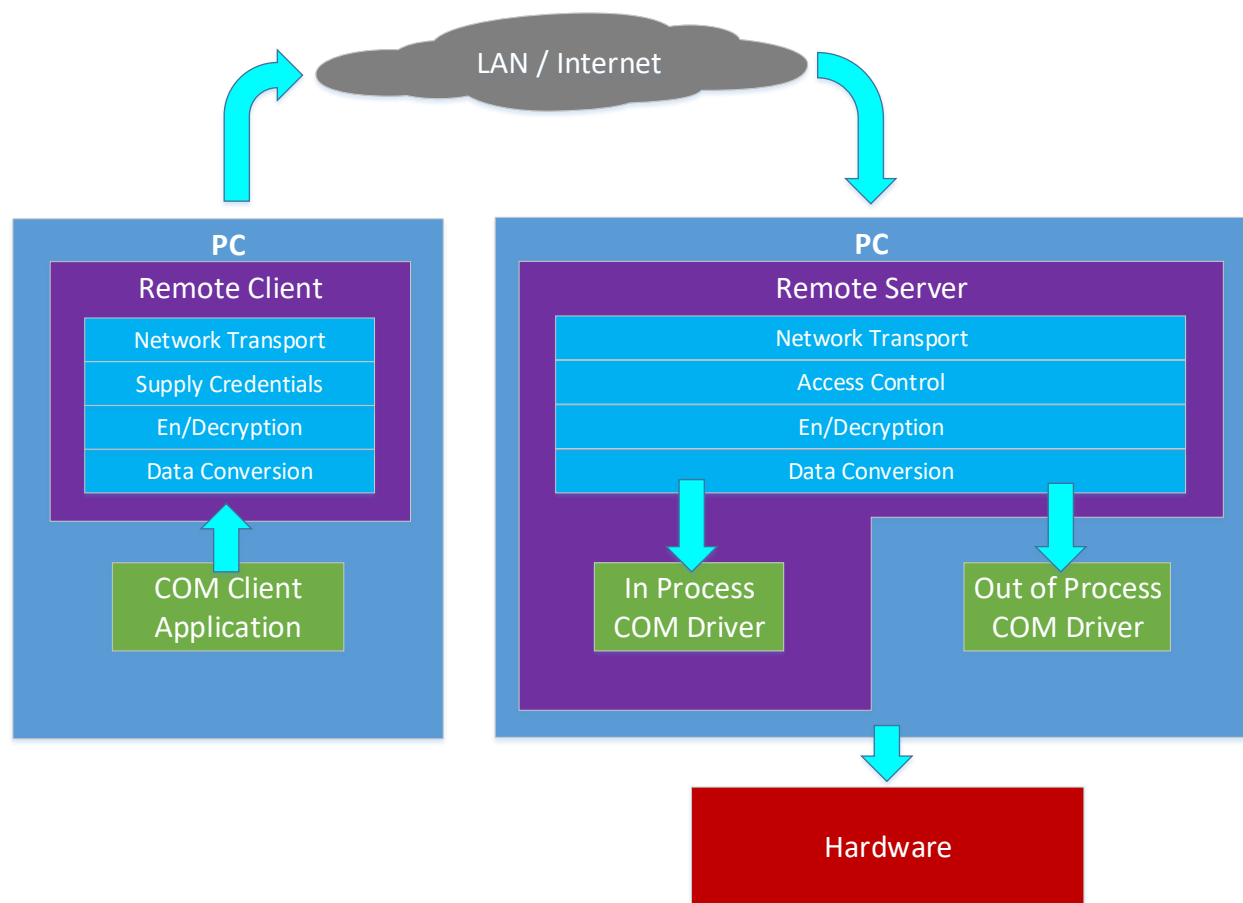 LAN / Internet
PC
Remote Client
Network Transport
Supply Credentials
En/Decryption
Data Conversion
COM Client
Application
PC
Remote Server
Network Transport
Access Control
En/Decryption
Data Conversion
In Process
COM Driver
Out of Process
COM Driver
Hardware